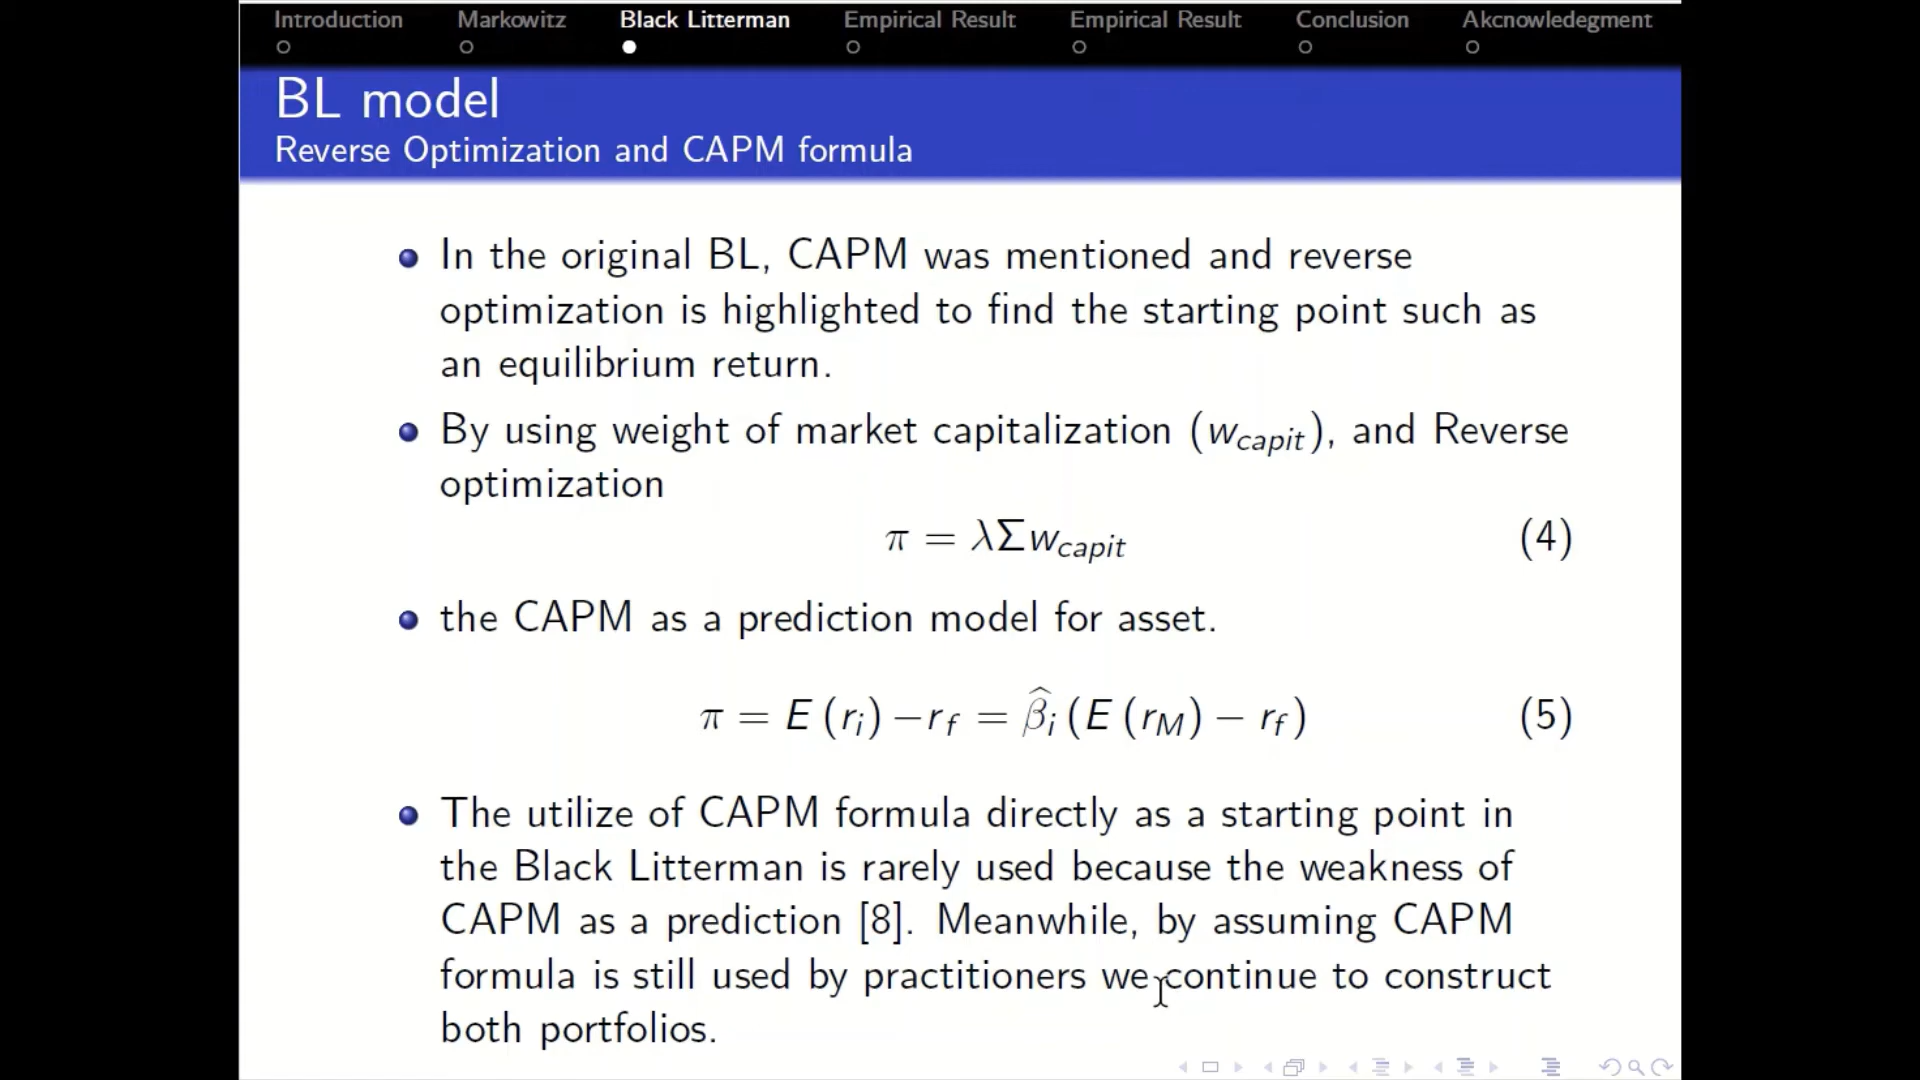 Introduction Markowitz Black Litterman Empirical Result Empirical Result Conclusion Akcnowledegment
BL model
Reverse Optimization and CAPM formula
In the original BL, CAPM was mentioned and reverse
optimization is highlighted to find the starting point such as
an equilibrium return.
By using weight of market capitalization (w_capit), and Reverse
optimization
π = λΣw_capit (4)
the CAPM as a prediction model for asset.
π = E (r_i) − r_f = β̂_i (E (r_M) − r_f) (5)
The utilize of CAPM formula directly as a starting point in
the Black Litterman is rarely used because the weakness of
CAPM as a prediction [8]. Meanwhile, by assuming CAPM
formula is still used by practitioners we continue to construct
both portfolios.